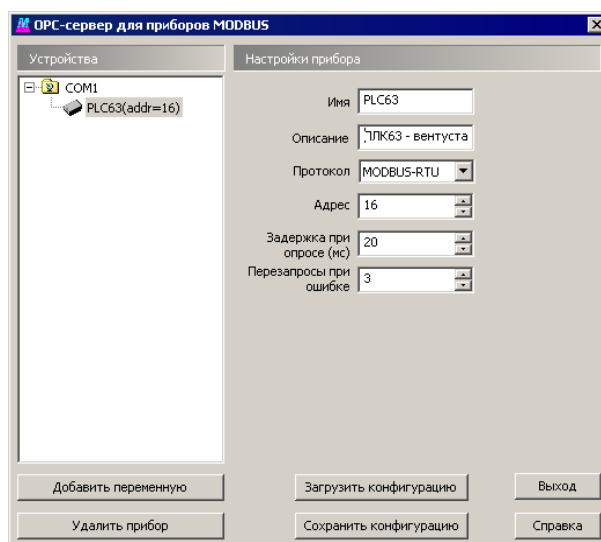 OPC-сервер для приборов MODBUS
Устройства
Настройки прибора
COM1
PLC63(addr=16)
Имя
PLC63
Описание
ПЛК63 - вентуста
Протокол
MODBUS-RTU
Адрес
16
Задержка при
опросе (мс)
20
Перезапросы при
ошибке
3
Добавить переменную
Загрузить конфигурацию
Выход
Удалить прибор
Сохранить конфигурацию
Справка